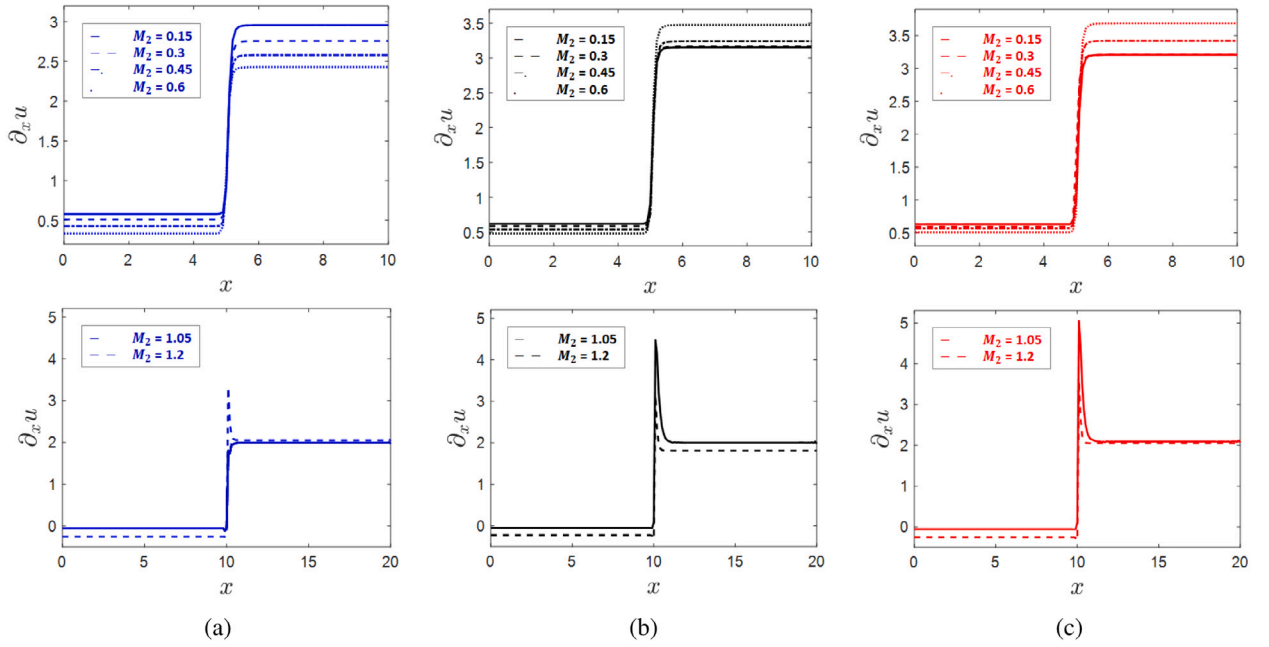 3
2.5
2
1.5
1
0.5
∂ₓu
M₂ = 0.15
M₂ = 0.3
M₂ = 0.45
M₂ = 0.6
0 2 4 6 8 10
x
3.5
3
2.5
2
1.5
1
0.5
∂ₓu
M₂ = 0.15
M₂ = 0.3
M₂ = 0.45
M₂ = 0.6
0 2 4 6 8 10
x
3.5
3
2.5
2
1.5
1
0.5
∂ₓu
M₂ = 0.15
M₂ = 0.3
M₂ = 0.45
M₂ = 0.6
0 2 4 6 8 10
x
5
4
3
2
1
0
∂ₓu
M₂ = 1.05
M₂ = 1.2
0 5 10 15 20
x
5
4
3
2
1
0
∂ₓu
M₂ = 1.05
M₂ = 1.2
0 5 10 15 20
x
5
4
3
2
1
0
∂ₓu
M₂ = 1.05
M₂ = 1.2
0 5 10 15 20
x
(a)
(b)
(c)